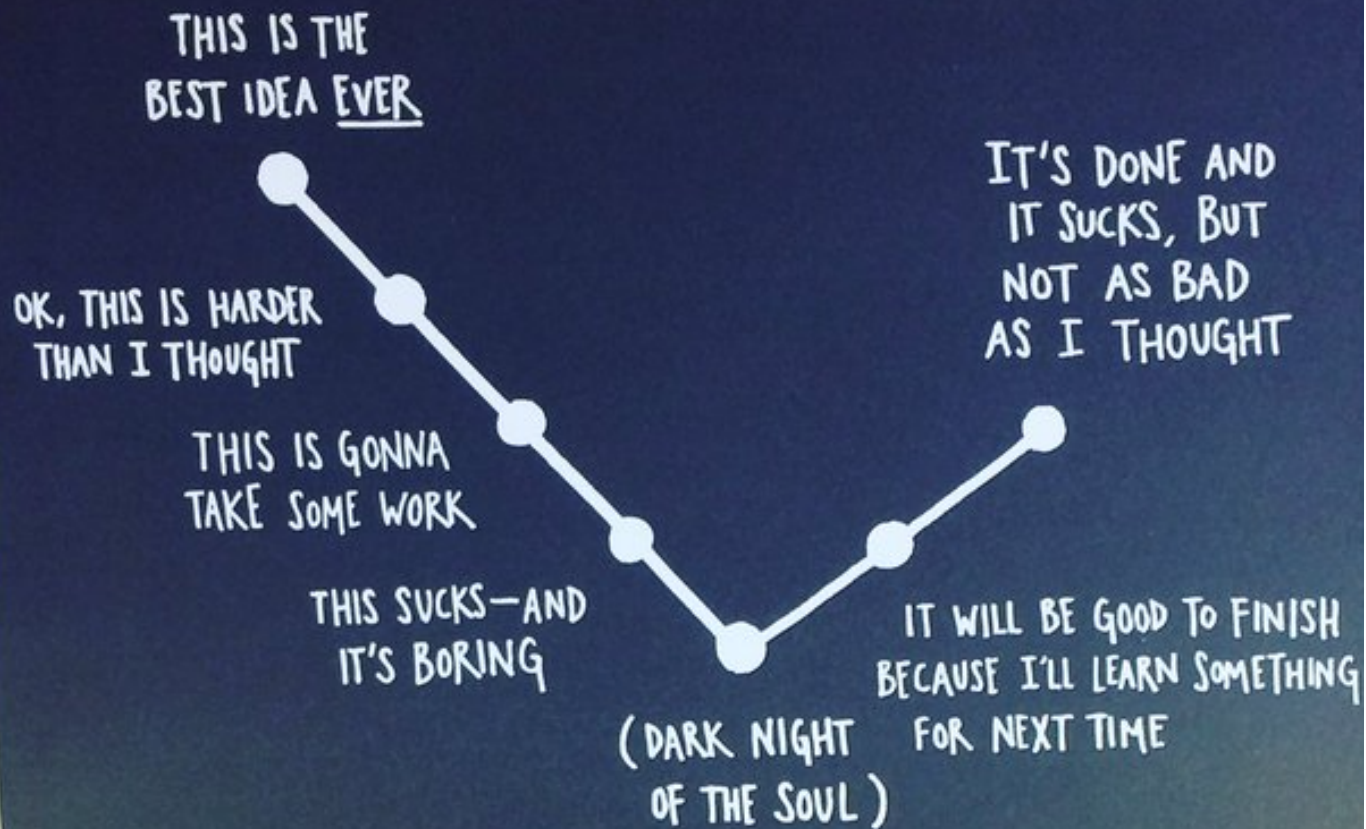 THIS IS THE
BEST IDEA EVER
OK, THIS IS HARDER
THAN I THOUGHT
THIS IS GONNA
TAKE SOME WORK
THIS SUCKS—AND
IT'S BORING
(DARK NIGHT
OF THE SOUL)
IT WILL BE GOOD TO FINISH
BECAUSE I'LL LEARN SOMETHING
FOR NEXT TIME
IT'S DONE AND
IT SUCKS, BUT
NOT AS BAD
AS I THOUGHT